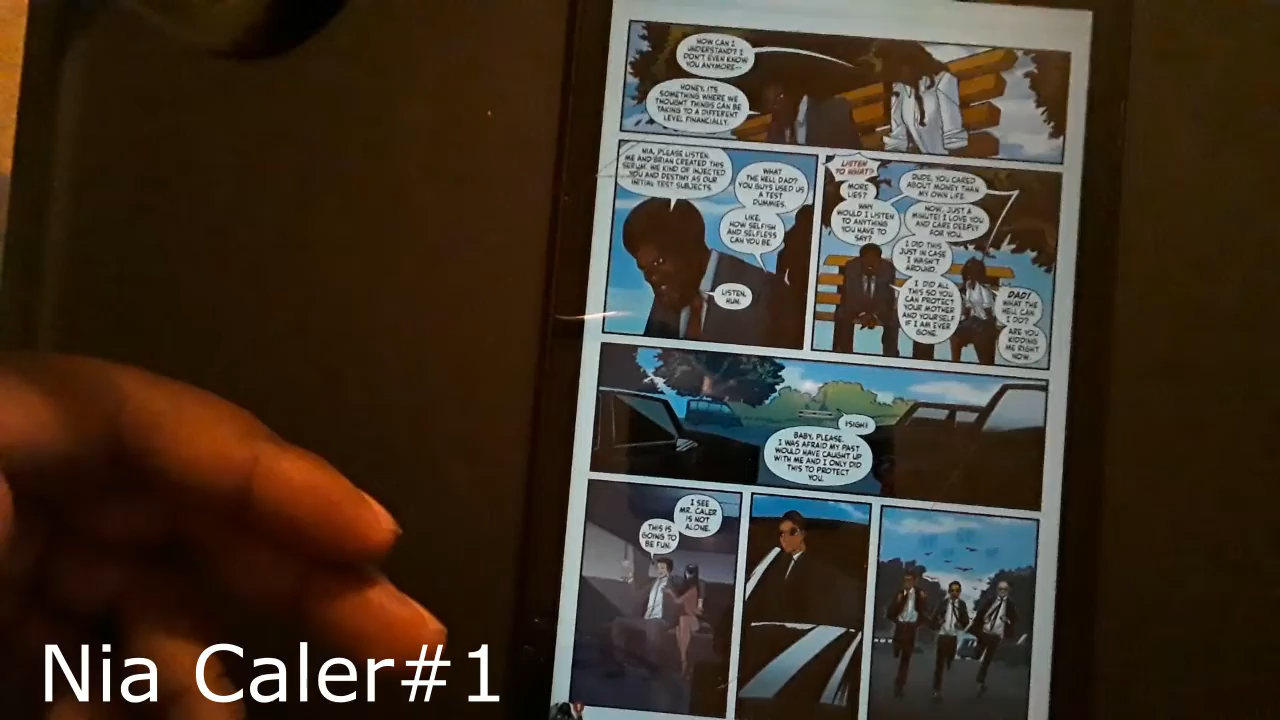 HOW CAN I
UNDERSTAND? I
DON'T EVEN KNOW
YOU ANYMORE--
HONEY, ITS
SOMETHING WHERE WE
THOUGHT THINGS CAN BE
TAKING TO A DIFFERENT
LEVEL FINANCIALLY.
NIA, PLEASE LISTEN.
ME AND BRIAN CREATED THIS
SERUM. WE KIND OF INJECTED
YOU AND DESTINY AS OUR
INITIAL TEST SUBJECTS.
WHAT
THE HELL DAD?
YOU GUYS USED US
A TEST
DUMMIES.
LIKE,
HOW SELFISH
AND SELFLESS
CAN YOU BE.
LISTEN,
HUN.
LISTEN
TO WHAT?
MORE
LIES?
WHY
WOULD I LISTEN
TO ANYTHING
YOU HAVE TO
SAY?
DUDE, YOU CARED
ABOUT MONEY THAN
MY OWN LIFE.
NOW, JUST A
MINUTE! I LOVE YOU
AND CARE DEEPLY
FOR YOU.
I DID THIS
JUST IN CASE
I WASN'T
AROUND.
I DID ALL
THIS SO YOU
CAN PROTECT
YOUR MOTHER
AND YOURSELF
IF I AM EVER
GONE.
DAD!
WHAT THE
HELL CAN
I DO?
ARE YOU
KIDDING
ME RIGHT
NOW.
!SIGH!
BABY, PLEASE.
I WAS AFRAID MY PAST
WOULD HAVE CAUGHT UP
WITH ME AND I ONLY DID
THIS TO PROTECT
YOU.
I SEE
MR. CALER
IS NOT
ALONE.
THIS IS
GOING TO
BE FUN.
Nia Caler#1